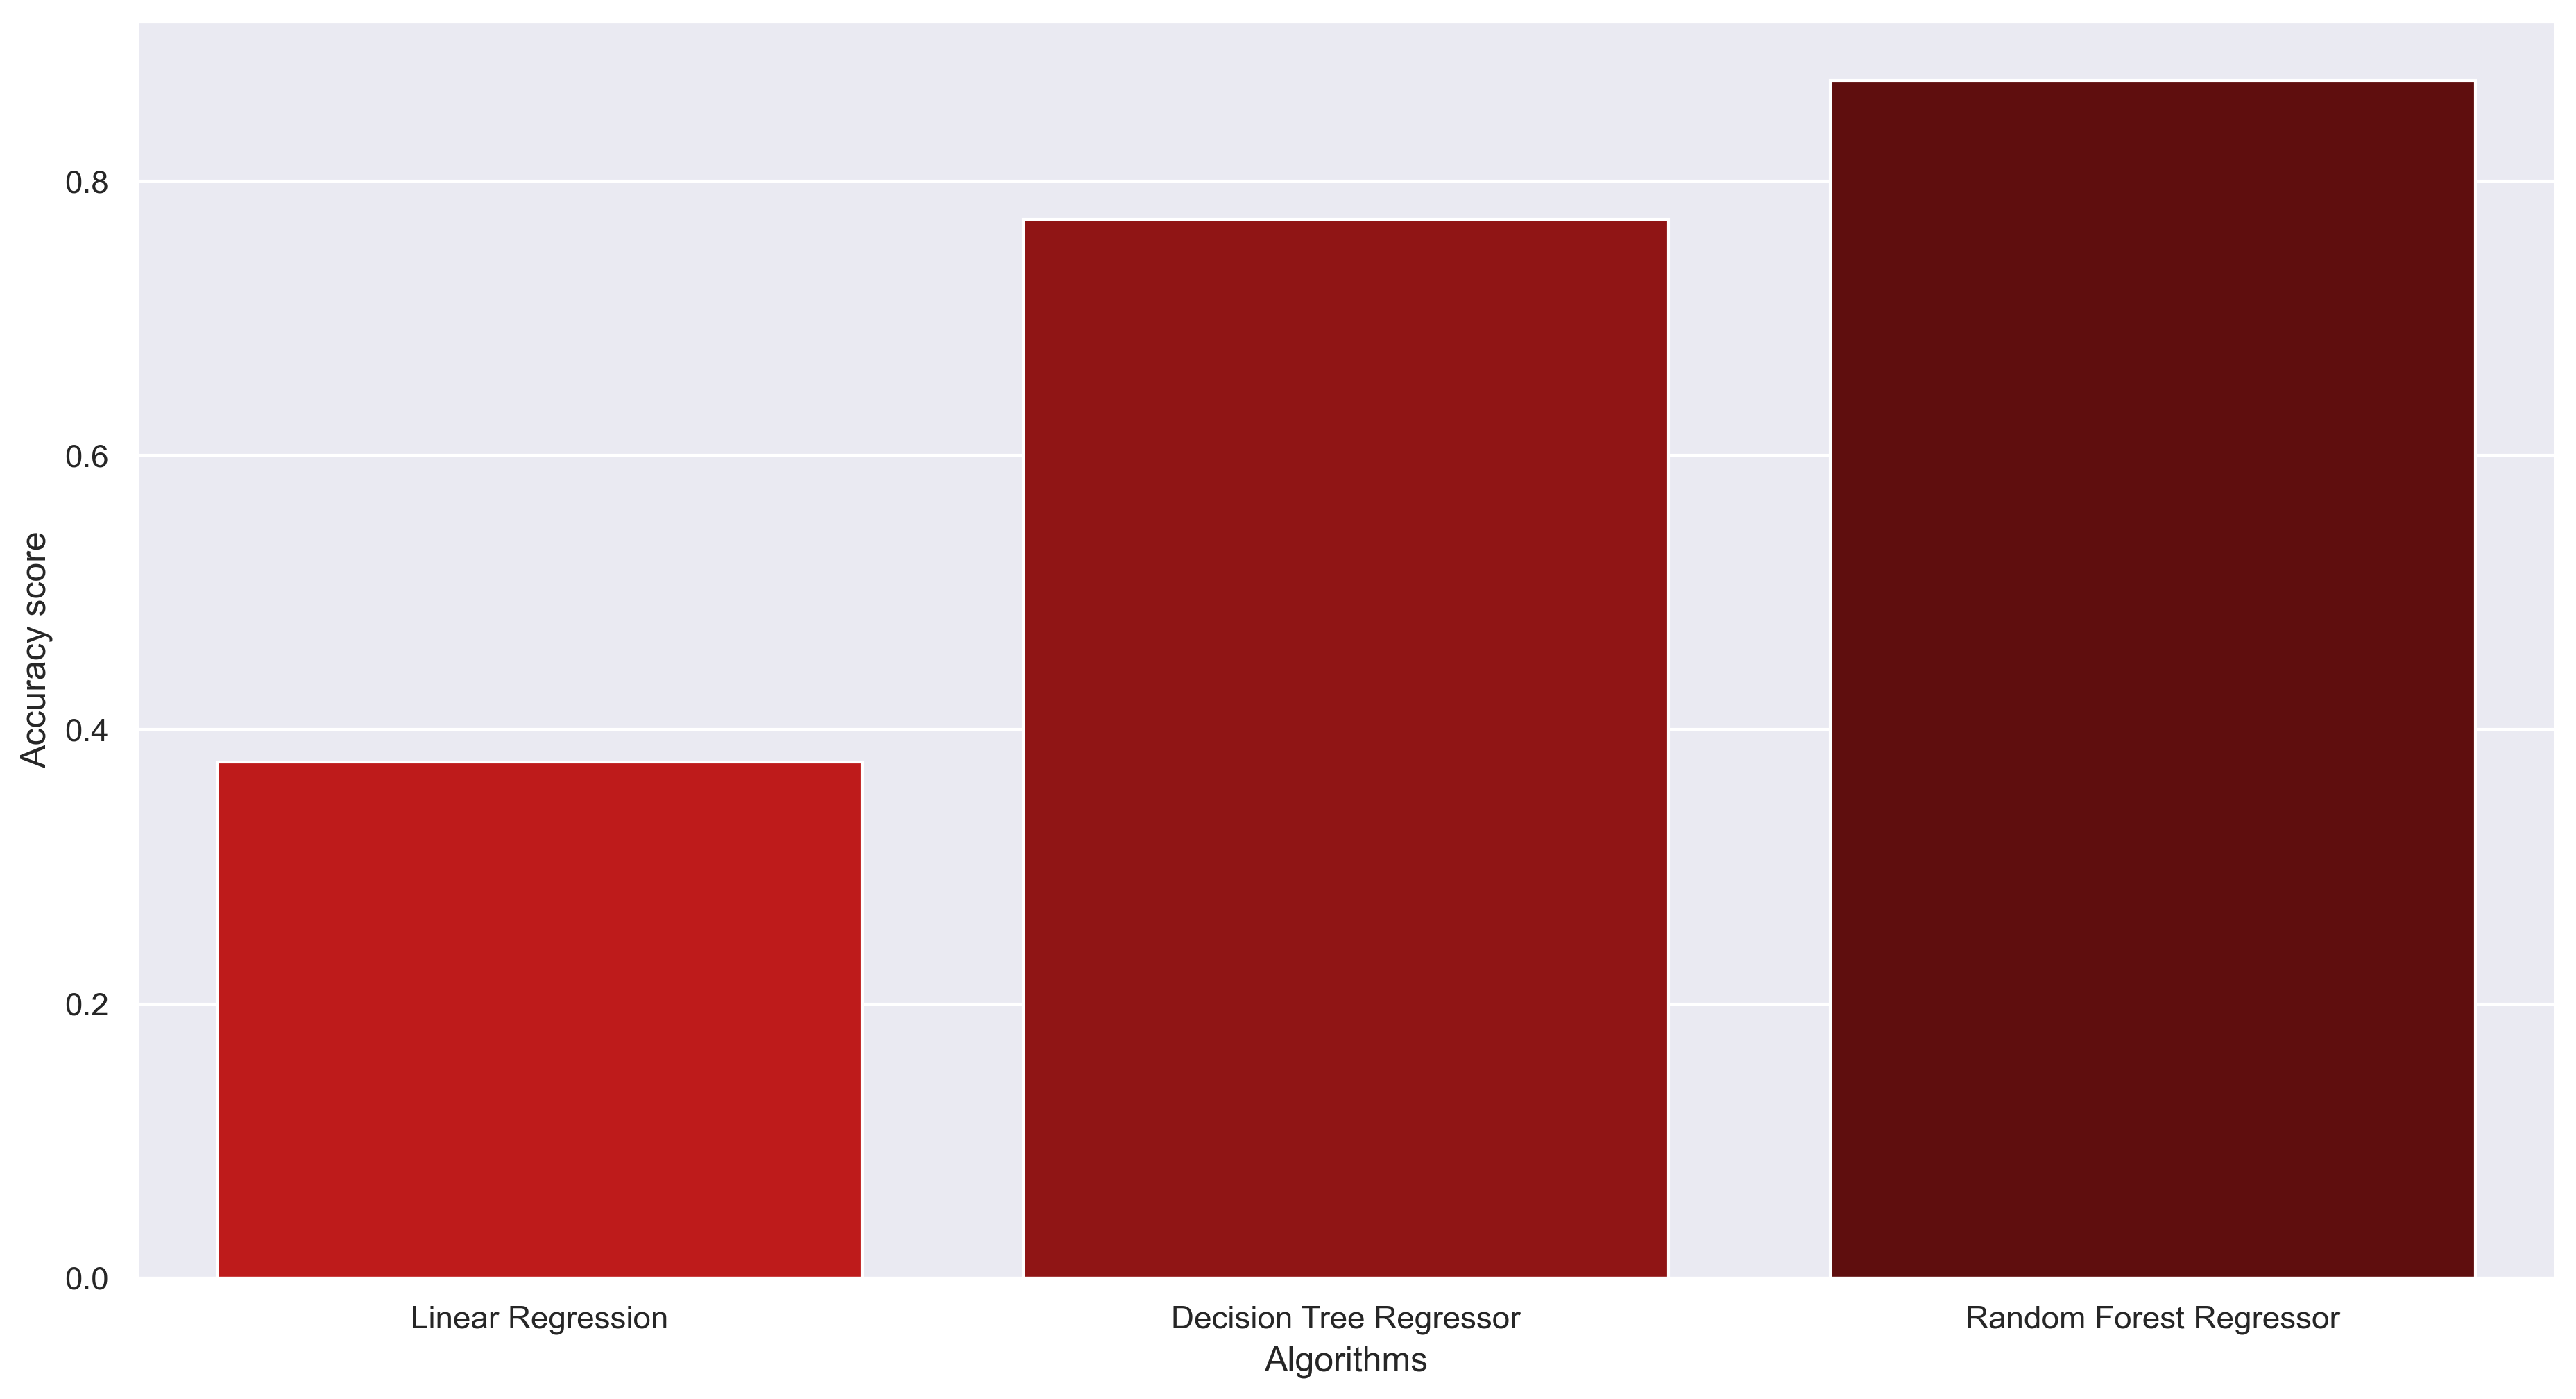 0.8
0.6
0.4
0.2
0.0
Accuracy score
Linear Regression
Decision Tree Regressor
Random Forest Regressor
Algorithms